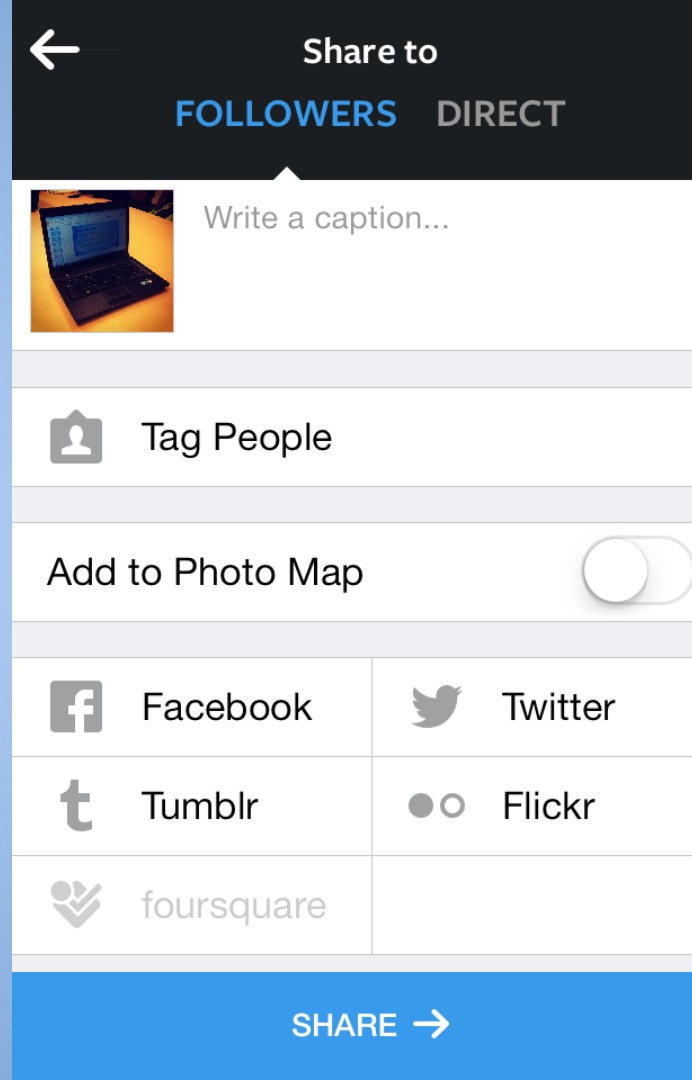 Share to
FOLLOWERS DIRECT
Write a caption...
Tag People
Add to Photo Map
Facebook Twitter
Tumblr Flickr
foursquare
SHARE